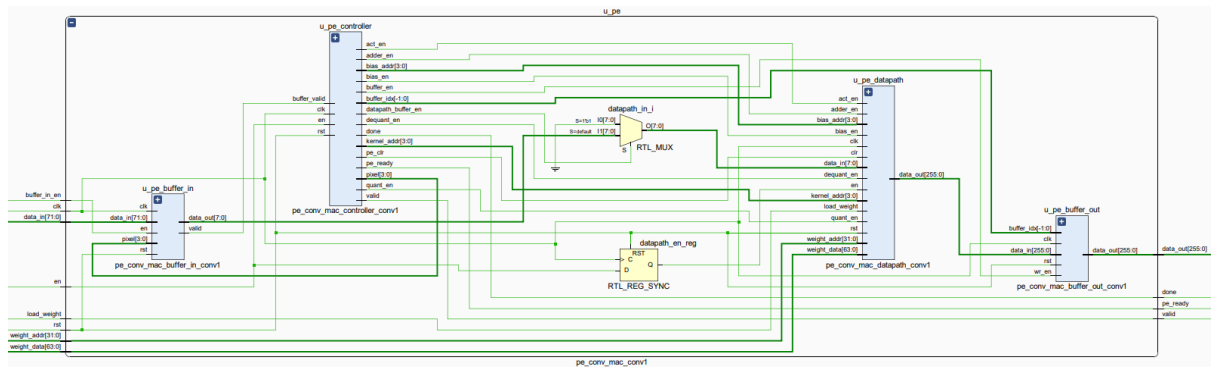 u_pe
u_pe_controller
act_en
adder_en
bias_addr[3:0]
bias_en
buffer_en
buffer_valid
buffer_idx[-1:0]
clk
datapath_buffer_en
en
dequant_en
rst
done
kernel_addr[3:0]
pe_clr
pe_ready
pixel[3:0]
quant_en
valid
pe_conv_mac_controller_conv1
datapath_in_i
S=1'b1
I0[7:0]
S=default
I1[7:0]
O[7:0]
S
RTL_MUX
u_pe_datapath
act_en
adder_en
bias_addr[3:0]
bias_en
clk
clr
data_in[7:0]
dequant_en
en
kernel_addr[3:0]
load_weight
quant_en
rst
weight_addr[31:0]
weight_data[63:0]
data_out[255:0]
pe_conv_mac_datapath_conv1
u_pe_buffer_in
buffer_in_en
clk
data_in[71:0]
clk
data_in[71:0]
en
pixel[3:0]
rst
data_out[7:0]
valid
pe_conv_mac_buffer_in_conv1
datapath_en_reg
RST
C
D
Q
RTL_REG_SYNC
u_pe_buffer_out
buffer_idx[-1:0]
clk
data_in[255:0]
rst
wr_en
data_out[255:0]
data_out[255:0]
pe_conv_mac_buffer_out_conv1
en
load_weight
rst
weight_addr[31:0]
weight_data[63:0]
done
pe_ready
valid
pe_conv_mac_conv1